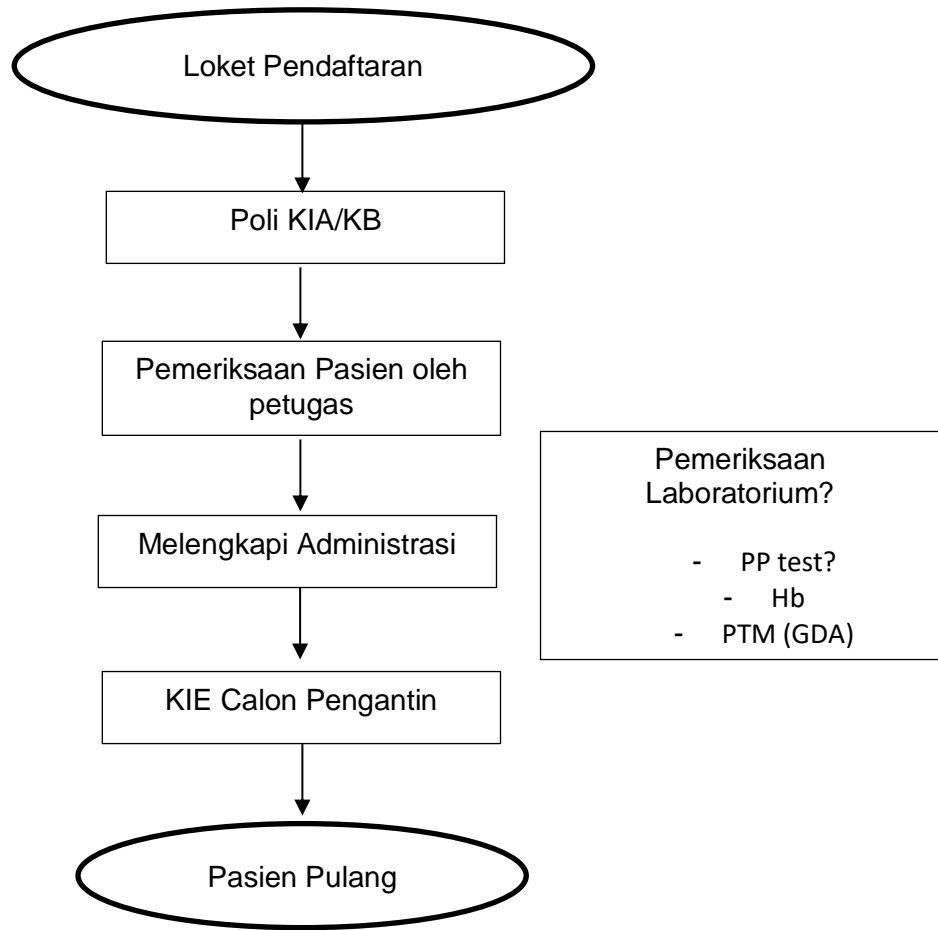 Loket Pendaftaran
Poli KIA/KB
Pemeriksaan Pasien oleh
petugas
Melengkapi Administrasi
KIE Calon Pengantin
Pasien Pulang
Pemeriksaan
Laboratorium?
- PP test?
- Hb
- PTM (GDA)